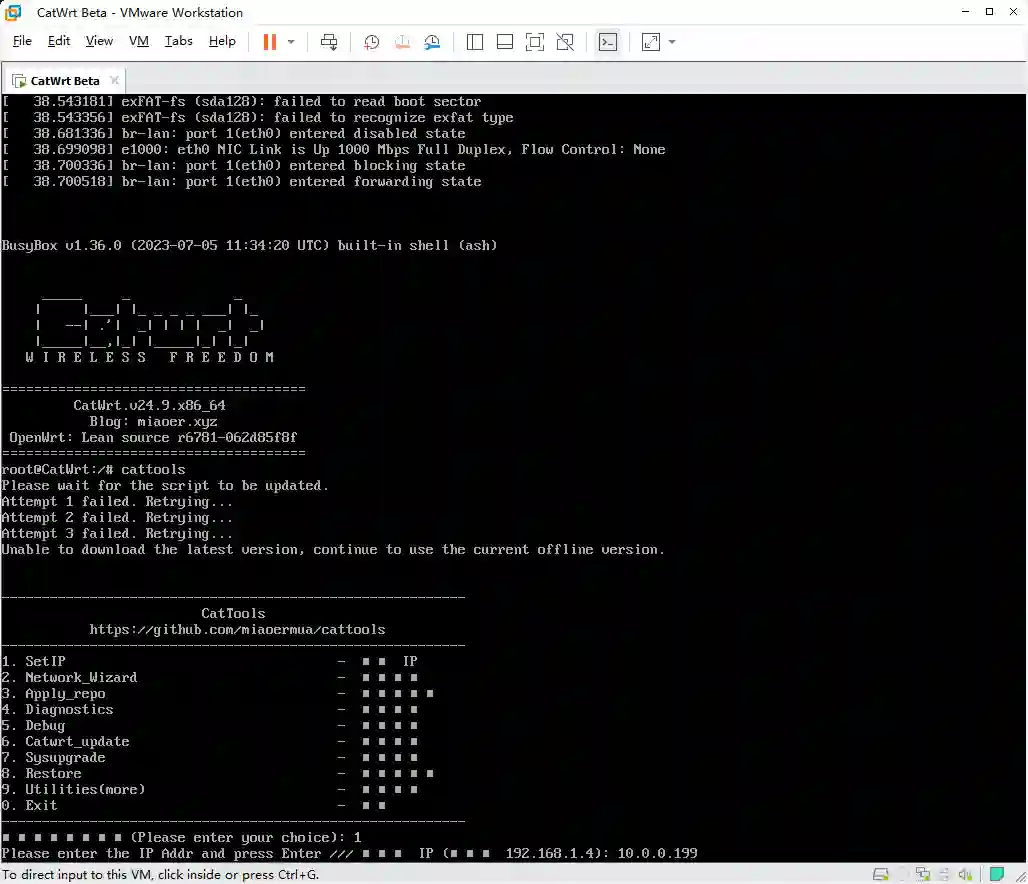 CatWrt Beta - VMware Workstation
File Edit View VM Tabs Help
CatWrt Beta
[   38.543181] exFAT-fs (sda128): failed to read boot sector
[   38.543356] exFAT-fs (sda128): failed to recognize exfat type
[   38.681336] br-lan: port 1(eth0) entered disabled state
[   38.699098] e1000: eth0 NIC Link is Up 1000 Mbps Full Duplex, Flow Control: None
[   38.700336] br-lan: port 1(eth0) entered blocking state
[   38.700518] br-lan: port 1(eth0) entered forwarding state
BusyBox v1.36.0 (2023-07-05 11:34:20 UTC) built-in shell (ash)
W I R E L E S S   F R E E D O M
=====================================
CatWrt.v24.9.x86_64
Blog: miaoer.xyz
OpenWrt: Lean source r6781-062d85f8f
=====================================
root@CatWrt:/# cattools
Please wait for the script to be updated.
Attempt 1 failed. Retrying...
Attempt 2 failed. Retrying...
Attempt 3 failed. Retrying...
Unable to download the latest version, continue to use the current offline version.
----------------------------------------------------------
CatTools
https://github.com/miaoermua/cattools
----------------------------------------------------------
1. SetIP - ■ ■ IP
2. Network_Wizard - ■ ■ ■ ■
3. Apply_repo - ■ ■ ■ ■ ■
4. Diagnostics - ■ ■ ■ ■
5. Debug - ■ ■ ■ ■
6. Catwrt_update - ■ ■ ■ ■
7. Sysupgrade - ■ ■ ■ ■
8. Restore - ■ ■ ■ ■ ■
9. Utilities(more) - ■ ■ ■ ■
0. Exit - ■ ■
----------------------------------------------------------
■ ■ ■ ■ ■ ■ ■ ■ (Please enter your choice): 1
Please enter the IP Addr and press Enter /// ■ ■ ■ IP (■ ■ ■ 192.168.1.4): 10.0.0.199
To direct input to this VM, click inside or press Ctrl+G.